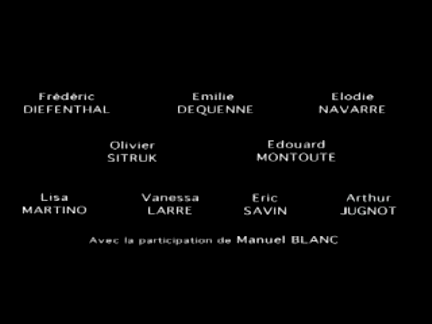 Frédéric Emilie Elodie
DIEFENTHAL DEQUENNE NAVARRE
Olivier Edouard
SITRUK MONTOUTE
Lisa Vanessa Eric Arthur
MARTINO LARRE SAVIN JUGNOT
Avec la participation de Manuel BLANC